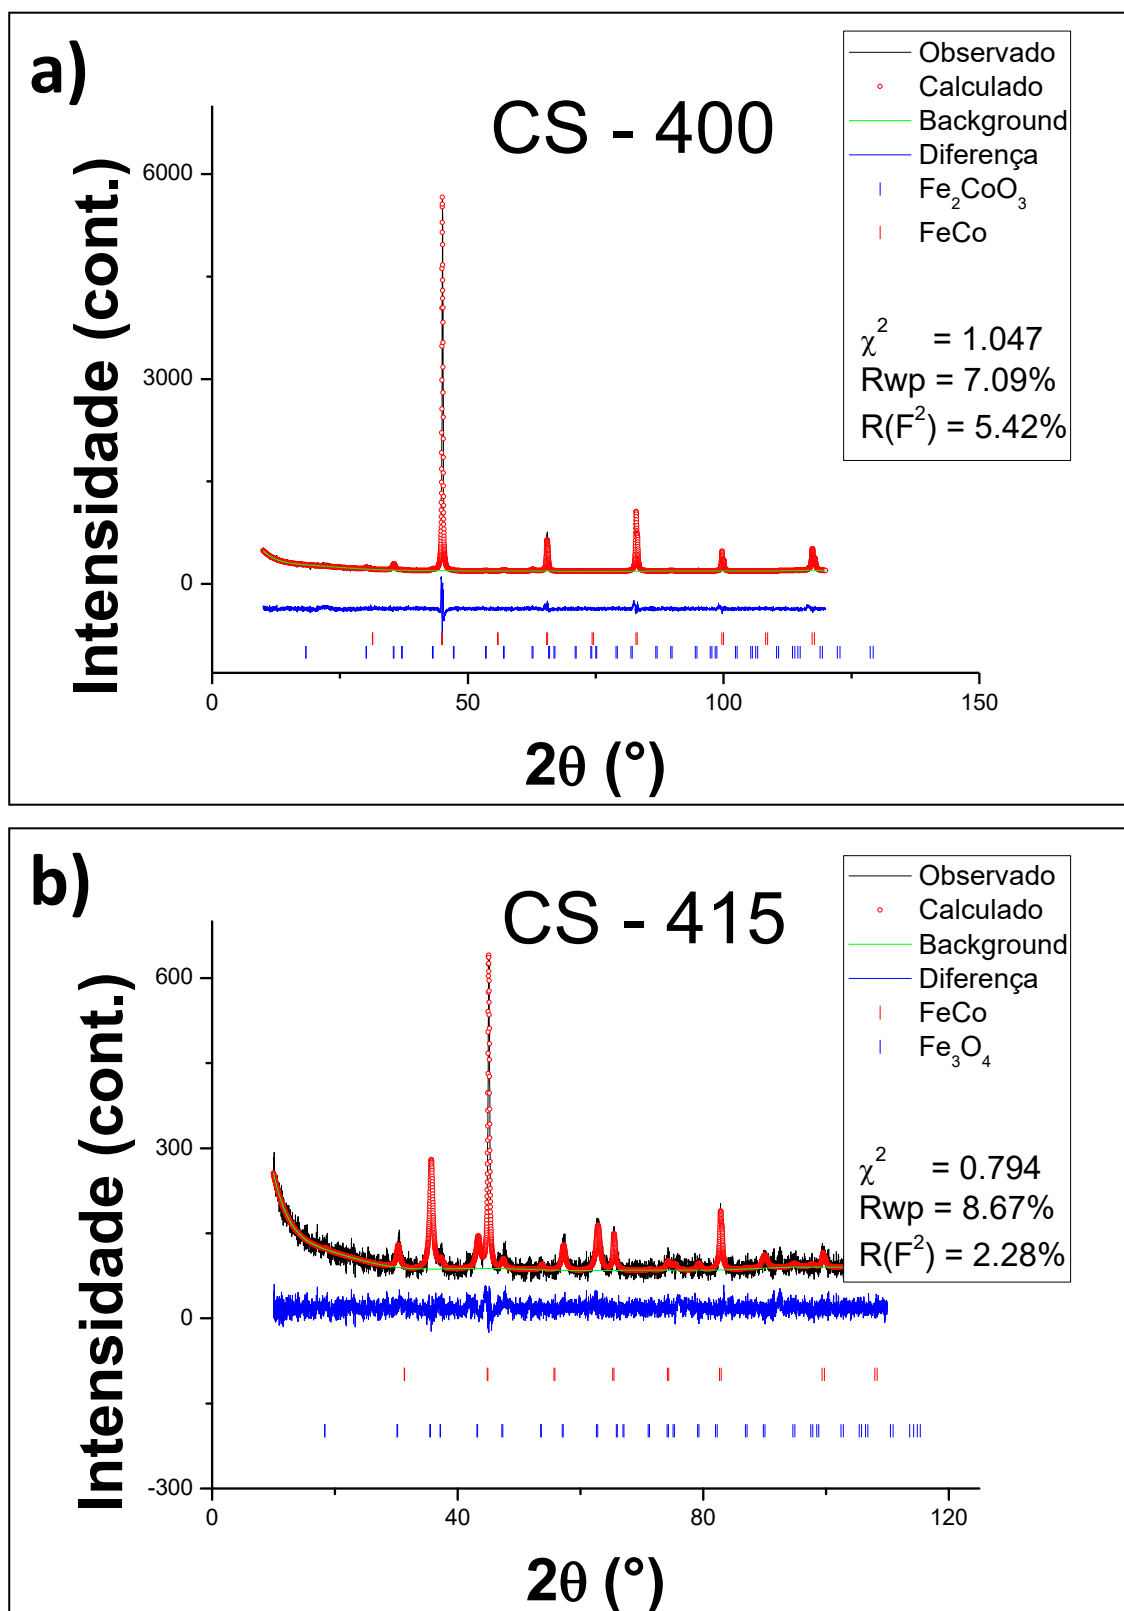 a)
CS - 400
Observado
Calculado
Background
Diferença
Fe₂CoO₃
FeCo
χ² = 1.047
Rwp = 7.09%
R(F²) = 5.42%
Intensidade (cont.)
6000
3000
0
0 50 100 150
2θ (°)
b)
CS - 415
Observado
Calculado
Background
Diferença
FeCo
Fe₃O₄
χ² = 0.794
Rwp = 8.67%
R(F²) = 2.28%
Intensidade (cont.)
600
300
0
-300
0 40 80 120
2θ (°)